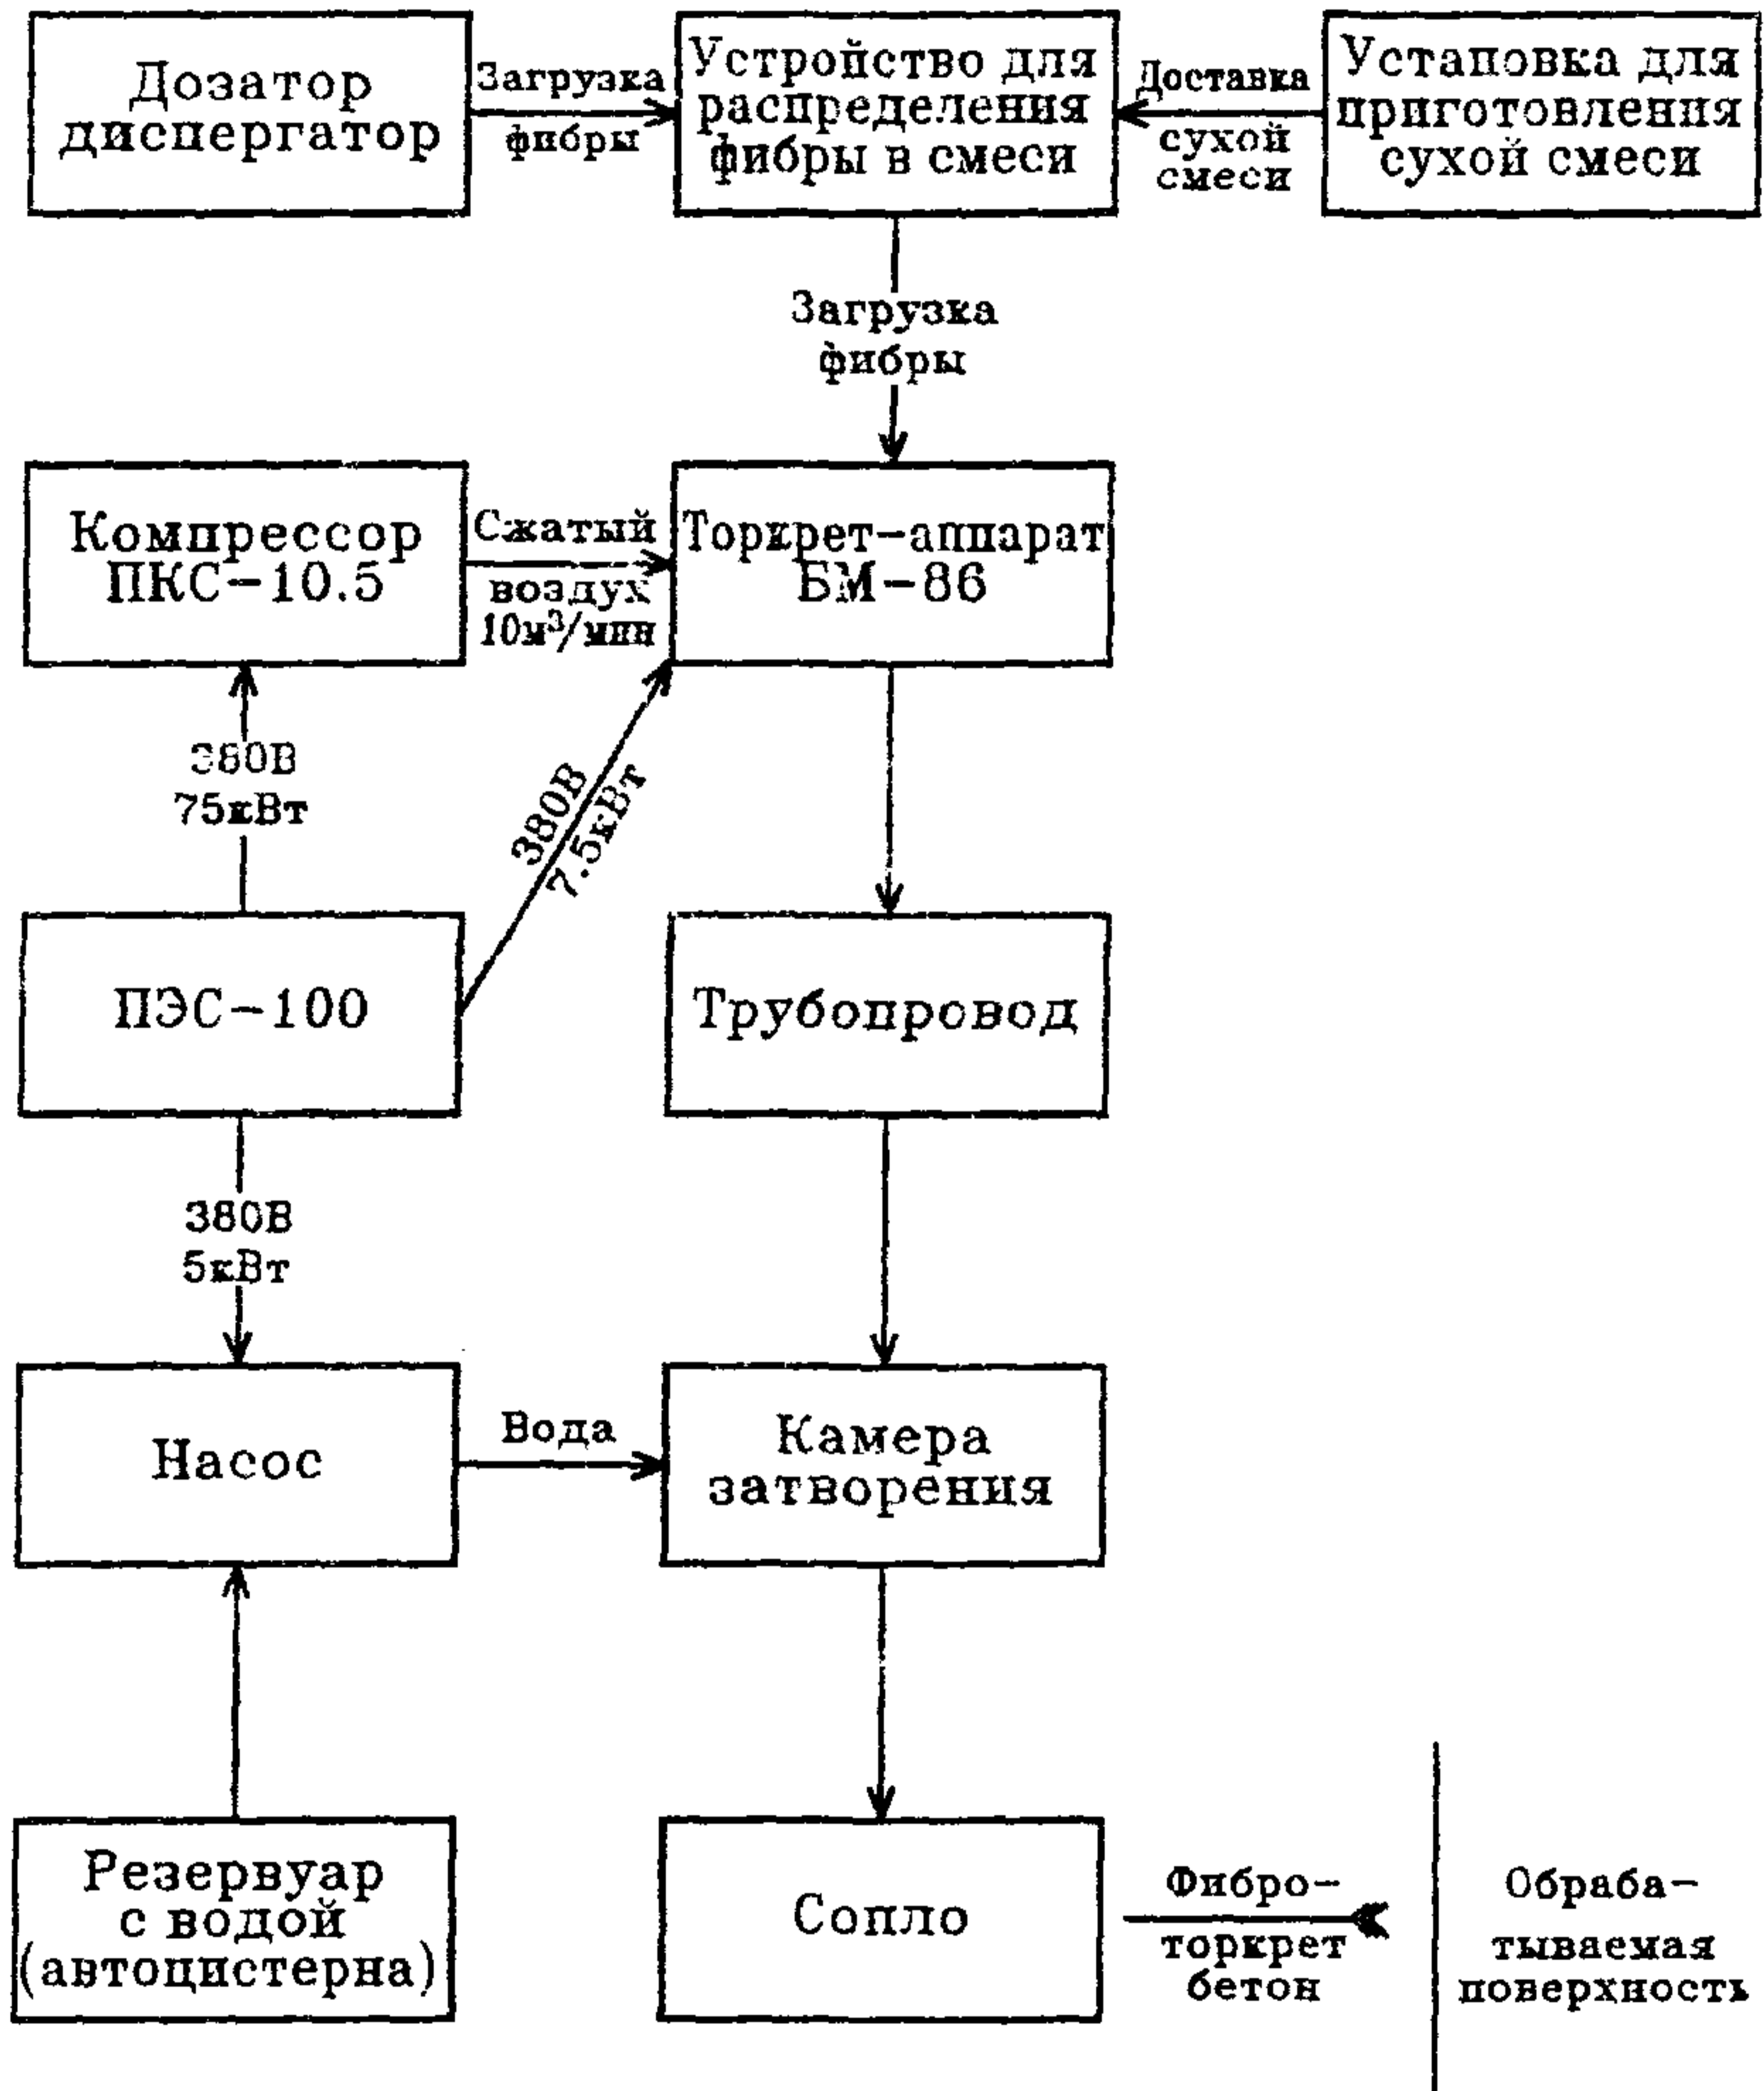 Дозатор
диспергатор
Загрузка
фибры
Устройство для
распределения
фибры в смеси
Доставка
сухой
смеси
Установка для
приготовления
сухой смеси
Загрузка
фибры
Компрессор
ПКС-10.5
Сжатый
воздух
10м³/мин
Торкрет-аппарат
БМ-86
380В
75кВт
380В
7.5кВт
ПЭС-100
Трубопровод
380В
5кВт
Насос
Вода
Камера
затворения
Резервуар
с водой
(автоцистерна)
Сопло
Фибро-
торкрет
бетон
Обраба-
тываемая
поверхность